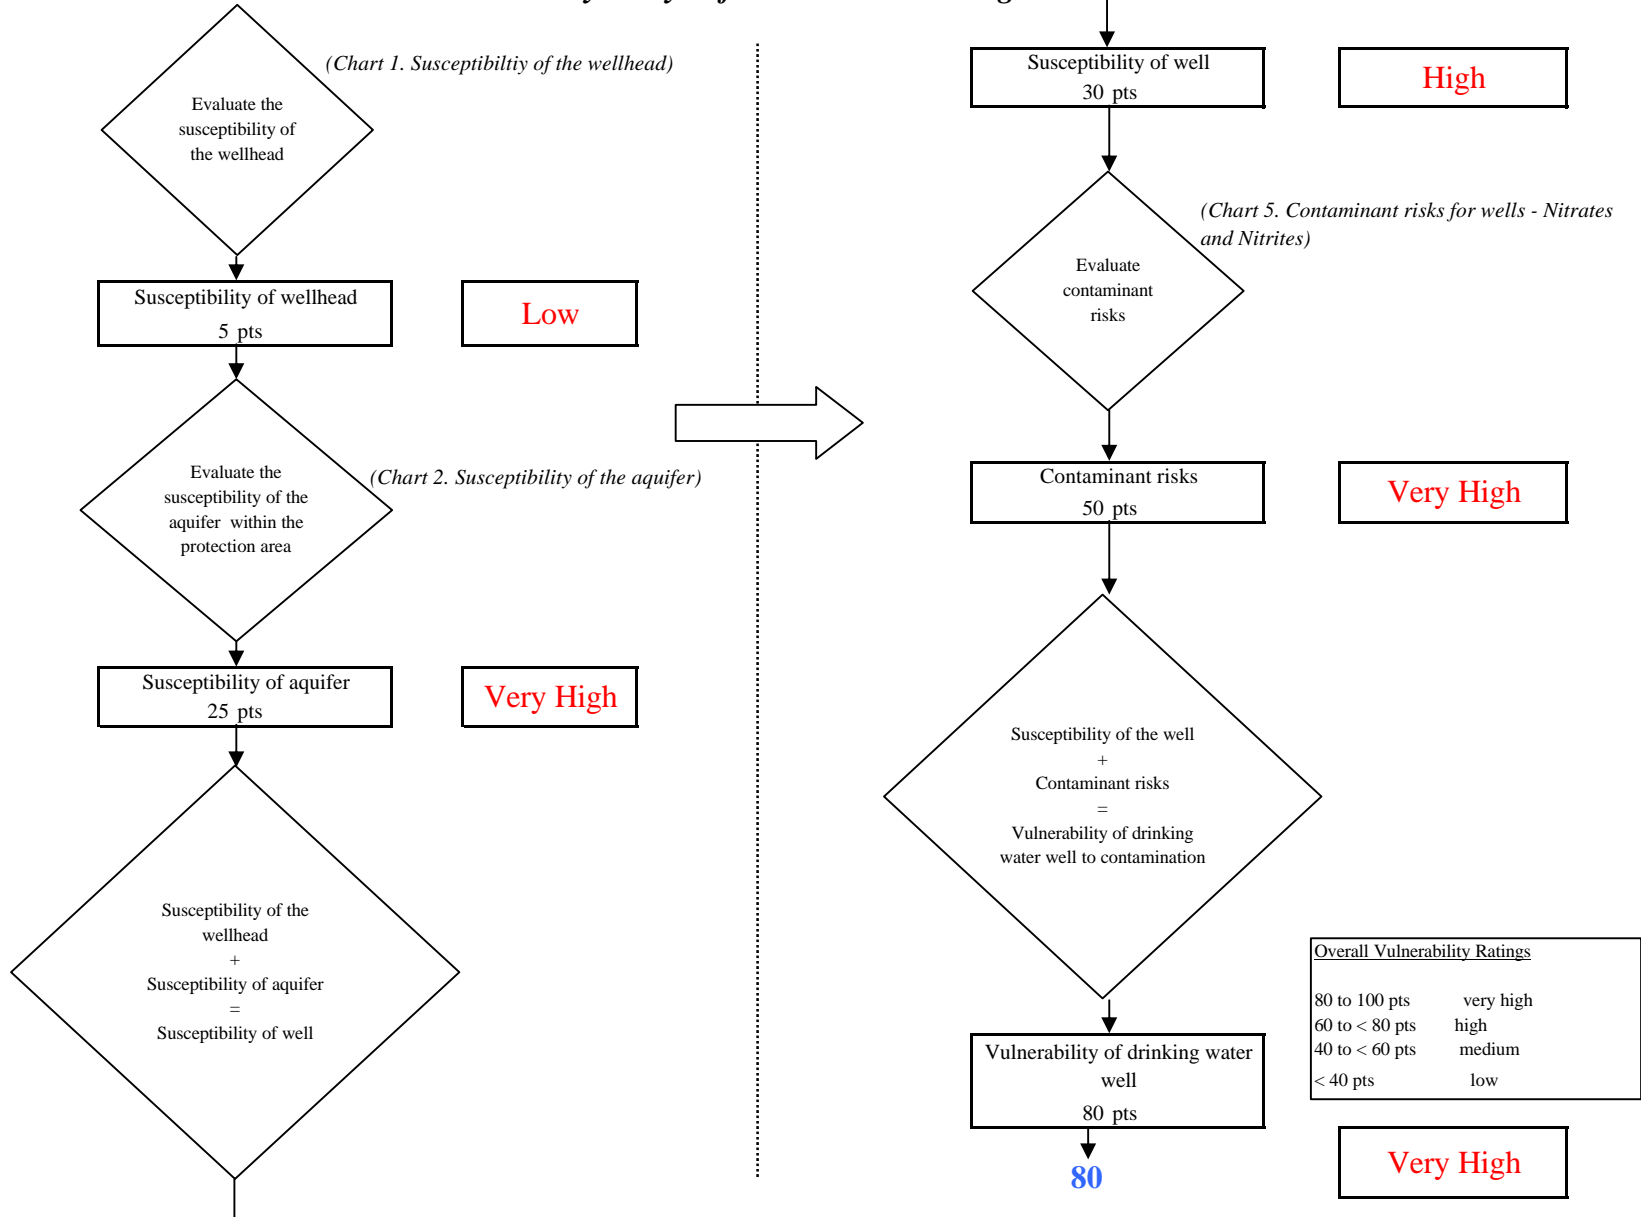 (Chart 1. Susceptibiltiy of the wellhead)
Evaluate the
susceptibility of
the wellhead
Susceptibility of wellhead
5 pts
Low
Evaluate the
susceptibility of the
aquifer within the
protection area
(Chart 2. Susceptibility of the aquifer)
Susceptibility of aquifer
25 pts
Very High
Susceptibility of the
wellhead
+
Susceptibility of aquifer
=
Susceptibility of well
Susceptibility of well
30 pts
High
(Chart 5. Contaminant risks for wells - Nitrates
and Nitrites)
Evaluate
contaminant
risks
Contaminant risks
50 pts
Very High
Susceptibility of the well
+
Contaminant risks
=
Vulnerability of drinking
water well to contamination
Overall Vulnerability Ratings
80 to 100 pts very high
60 to < 80 pts high
40 to < 60 pts medium
< 40 pts low
Vulnerability of drinking water
well
80 pts
80
Very High